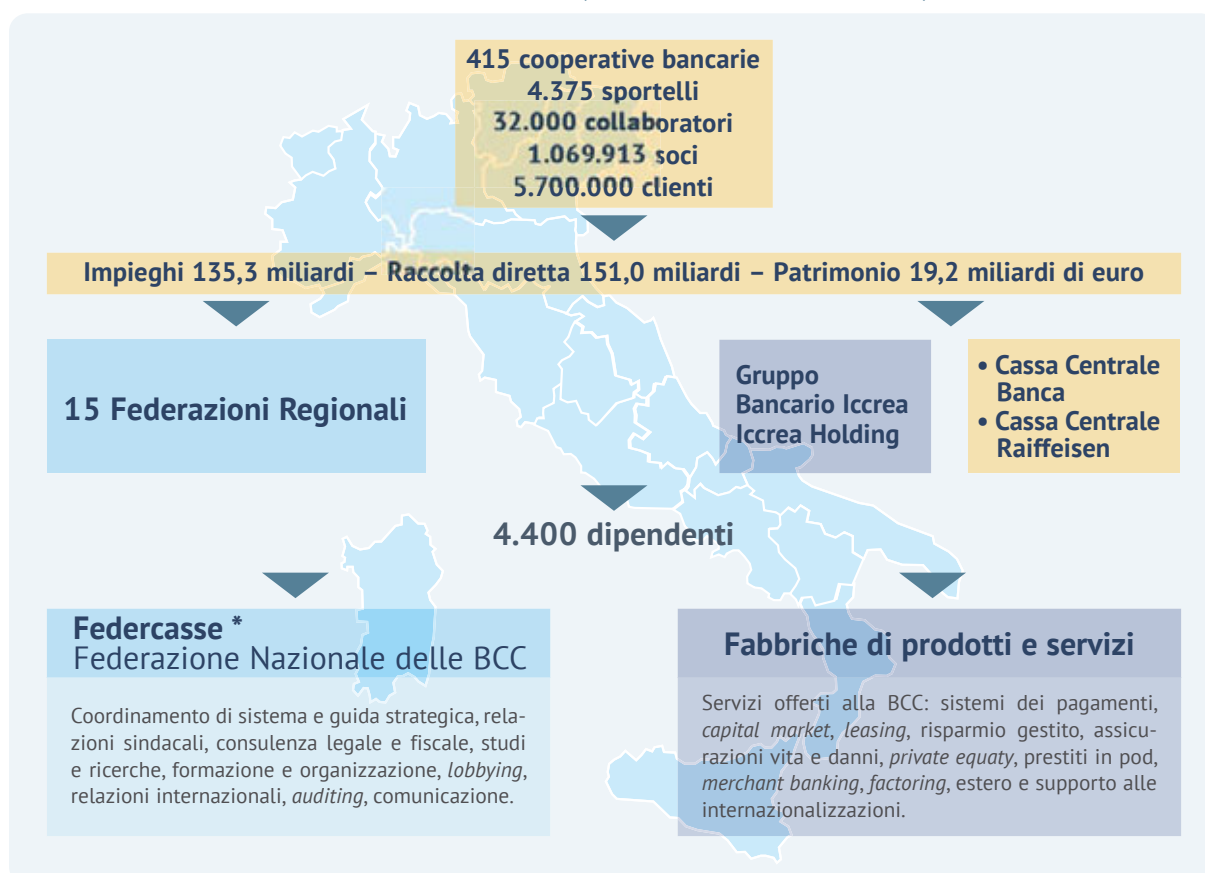 415 cooperative bancarie
4.375 sportelli
32.000 collaboratori
1.069.913 soci
5.700.000 clienti
Impieghi 135,3 miliardi – Raccolta diretta 151,0 miliardi – Patrimonio 19,2 miliardi di euro
15 Federazioni Regionali
Gruppo
Bancario Iccrea
Iccrea Holding
• Cassa Centrale
Banca
• Cassa Centrale
Raiffeisen
4.400 dipendenti
Federcasse *
Federazione Nazionale delle BCC
Coordinamento di sistema e guida strategica, rela-
zioni sindacali, consulenza legale e fiscale, studi
e ricerche, formazione e organizzazione, lobbying,
relazioni internazionali, auditing, comunicazione.
Fabbriche di prodotti e servizi
Servizi offerti alla BCC: sistemi dei pagamenti,
capital market, leasing, risparmio gestito, assicu-
razioni vita e danni, private equaty, prestiti in pod,
merchant banking, factoring, estero e supporto alle
internazionalizzazioni.